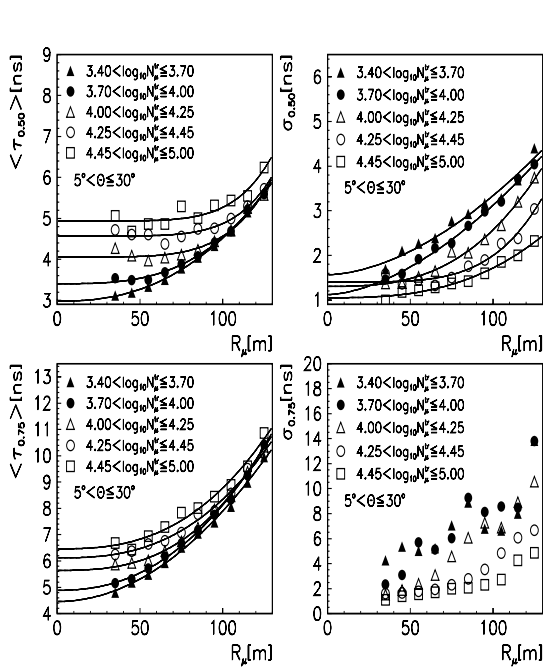 <τ0.50>[ns]
9
8
7
6
5
4
3
▲ 3.40<log10Nμtr≤3.70
● 3.70<log10Nμtr≤4.00
△ 4.00<log10Nμtr≤4.25
○ 4.25<log10Nμtr≤4.45
□ 4.45<log10Nμtr≤5.00
5°<Θ≤30°
0 50 100
Rμ[m]
σ0.50[ns]
6
5
4
3
2
1
▲ 3.40<log10Nμtr≤3.70
● 3.70<log10Nμtr≤4.00
△ 4.00<log10Nμtr≤4.25
○ 4.25<log10Nμtr≤4.45
□ 4.45<log10Nμtr≤5.00
5°<Θ≤30°
0 50 100
Rμ[m]
<τ0.75>[ns]
13
12
11
10
9
8
7
6
5
4
▲ 3.40<log10Nμtr≤3.70
● 3.70<log10Nμtr≤4.00
△ 4.00<log10Nμtr≤4.25
○ 4.25<log10Nμtr≤4.45
□ 4.45<log10Nμtr≤5.00
5°<Θ≤30°
0 50 100
Rμ[m]
σ0.75[ns]
20
18
16
14
12
10
8
6
4
2
0
▲ 3.40<log10Nμtr≤3.70
● 3.70<log10Nμtr≤4.00
△ 4.00<log10Nμtr≤4.25
○ 4.25<log10Nμtr≤4.45
□ 4.45<log10Nμtr≤5.00
5°<Θ≤30°
0 50 100
Rμ[m]